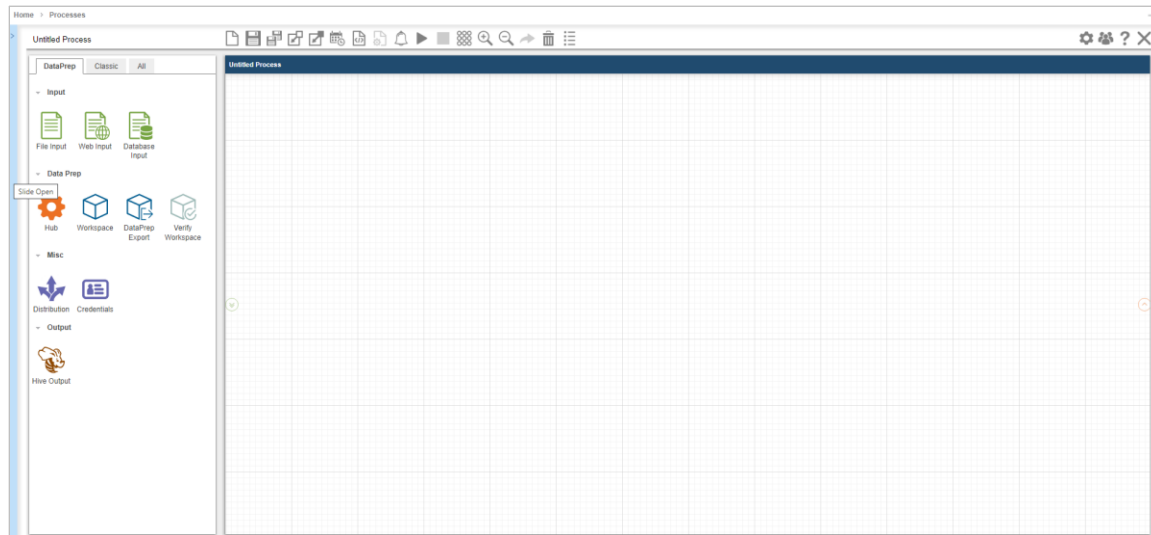 Home > Processes
>
Untitled Process
?
DataPrep Classic All
Untitled Process
Input
File Input Web Input Database Input
Data Prep
Slide Open
Hub Workspace DataPrep Export Verify Workspace
Misc
Distribution Credentials
Output
Hive Output